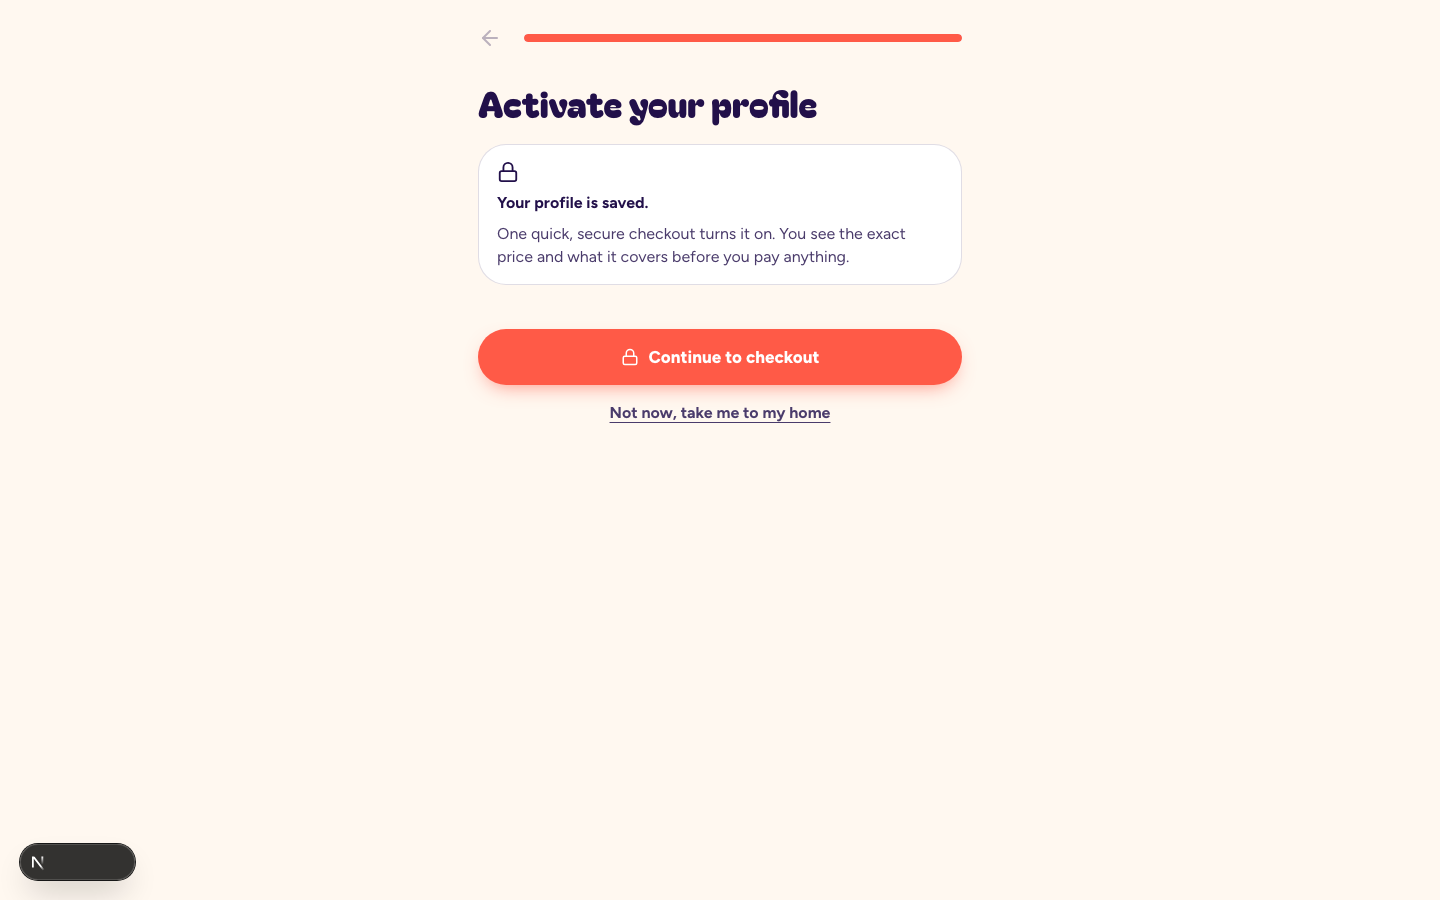 Activate your profile
Your profile is saved.
One quick, secure checkout turns it on. You see the exact
price and what it covers before you pay anything.
Continue to checkout
Not now, take me to my home